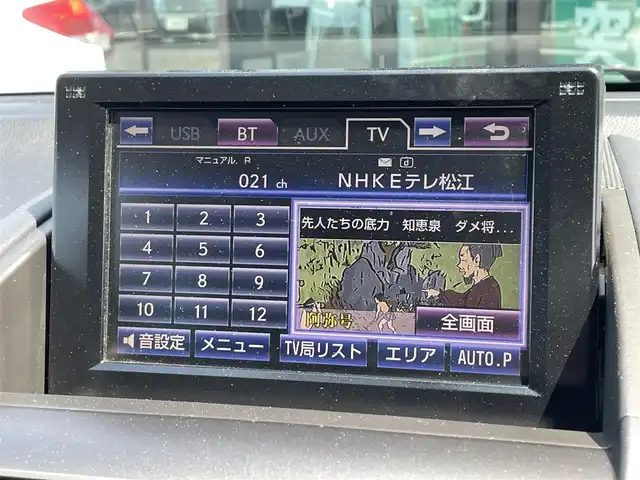 USB BT AUX TV
マニュアル. P
021 ch NHKEテレ松江
1 2 3
先人たちの底力 知恵泉 ダメ将...
4 5 6
7 8 9
10 11 12
阿弥号
全画面
音設定 メニュー TV局リスト エリア AUTO.P